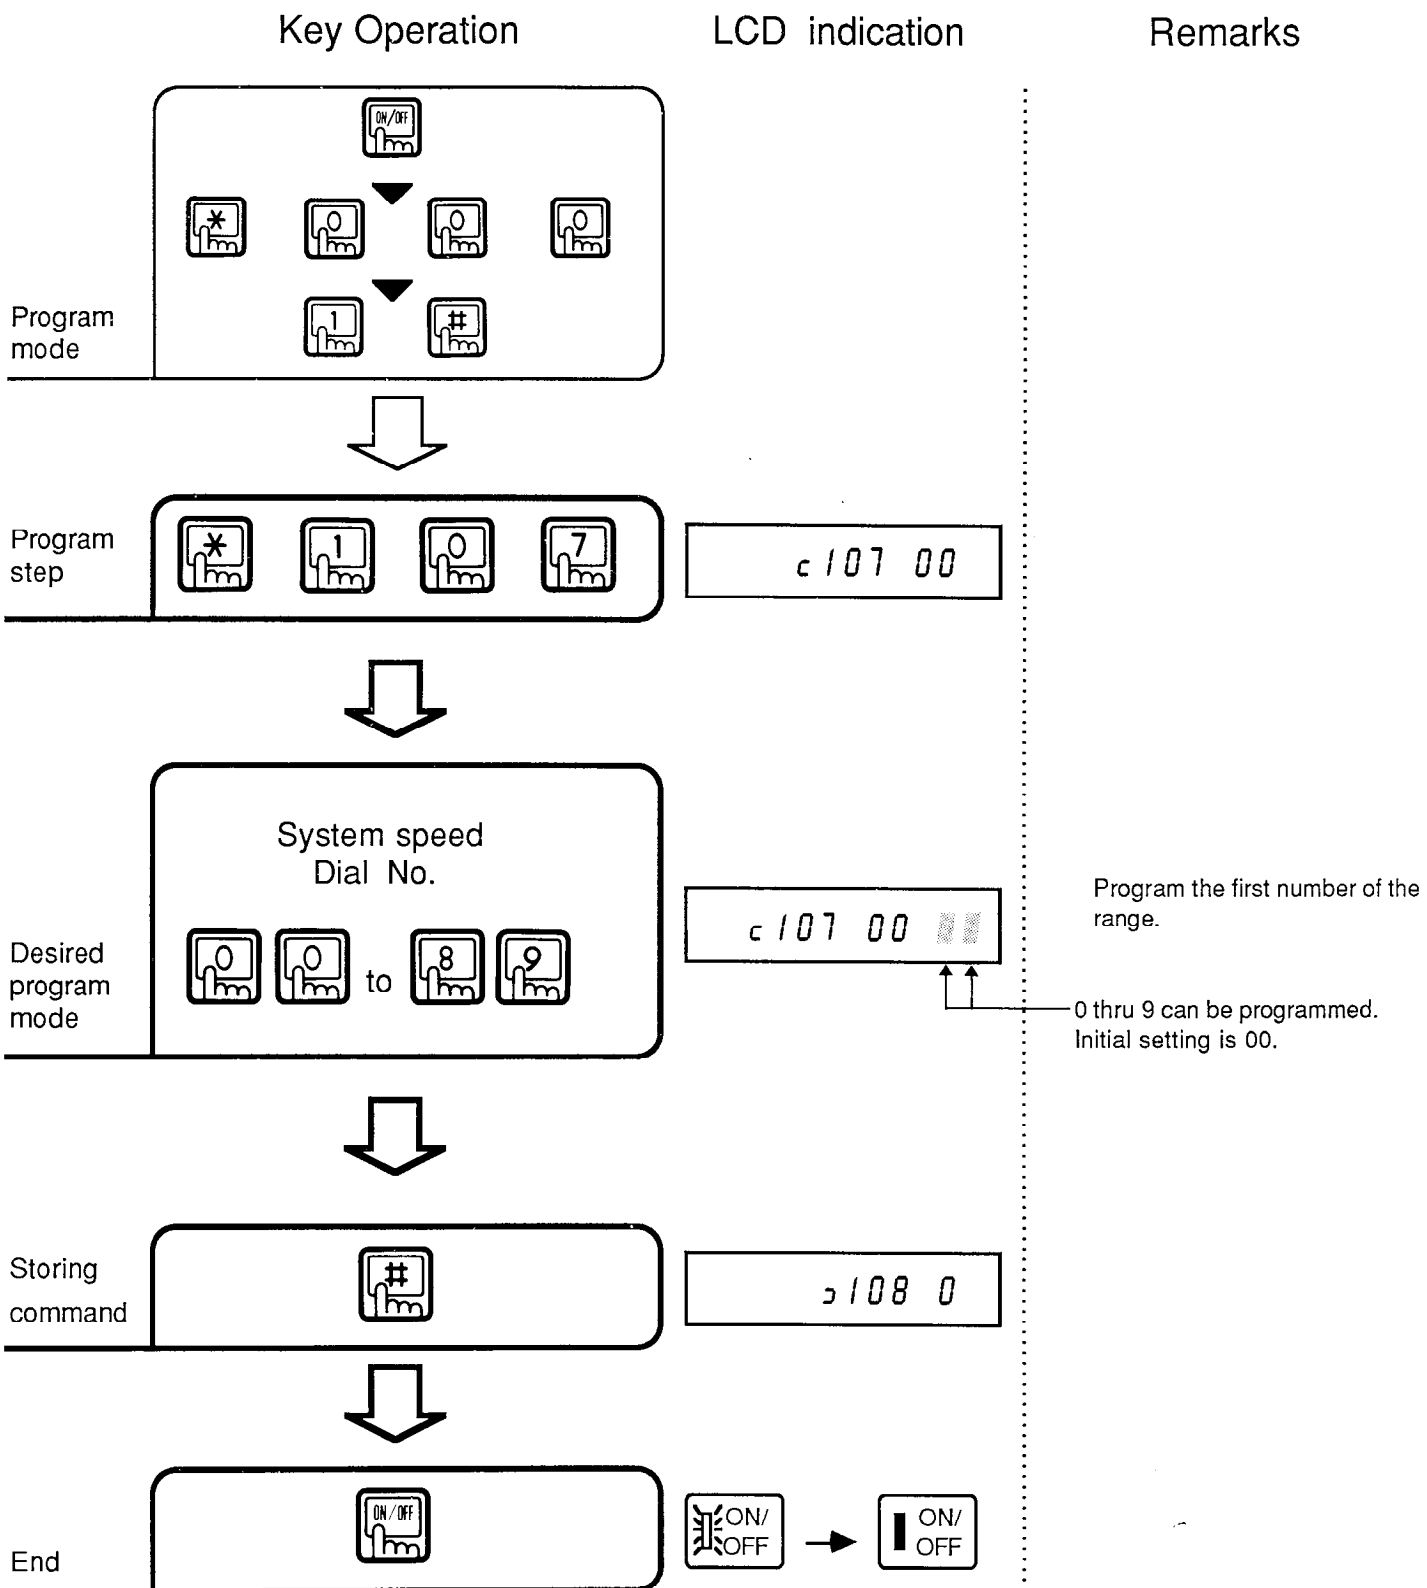 Key Operation LCD indication Remarks
ON/OFF
* 0 0 0
1 #
Program
mode
Program
step
* 1 0 7
c107 00
System speed
Dial No.
0 0 to 8 9
Desired
program
mode
c107 00
Program the first number of the
range.
0 thru 9 can be programmed.
Initial setting is 00.
Storing
command
#
ɔ108 0
End
ON/OFF
ON/
OFF
ON/
OFF